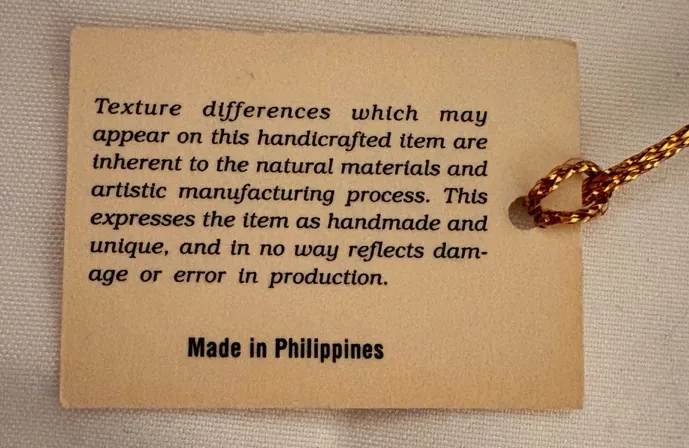 Texture differences which may
appear on this handicrafted item are
inherent to the natural materials and
artistic manufacturing process. This
expresses the item as handmade and
unique, and in no way reflects dam-
age or error in production.
Made in Philippines